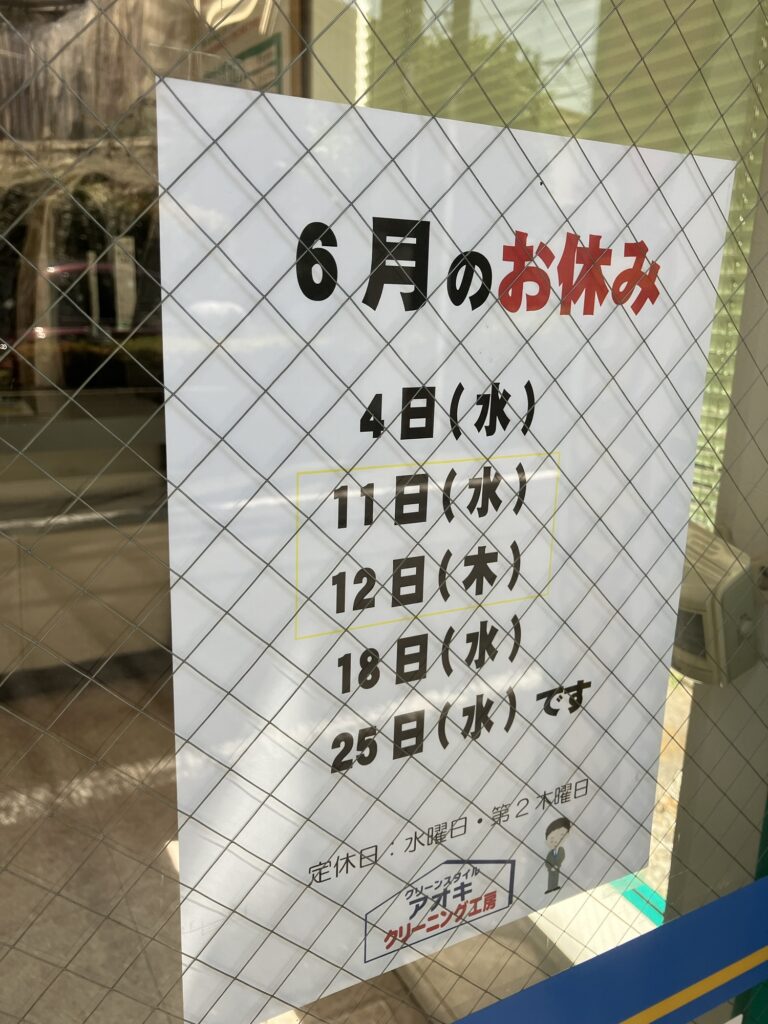 6月のお休み
4日(水)
11日(水)
12日(木)
18日(水)
25日(水)です
定休日：水曜日・第2木曜日
クリーンスタイル
アオキ
クリーニング工房